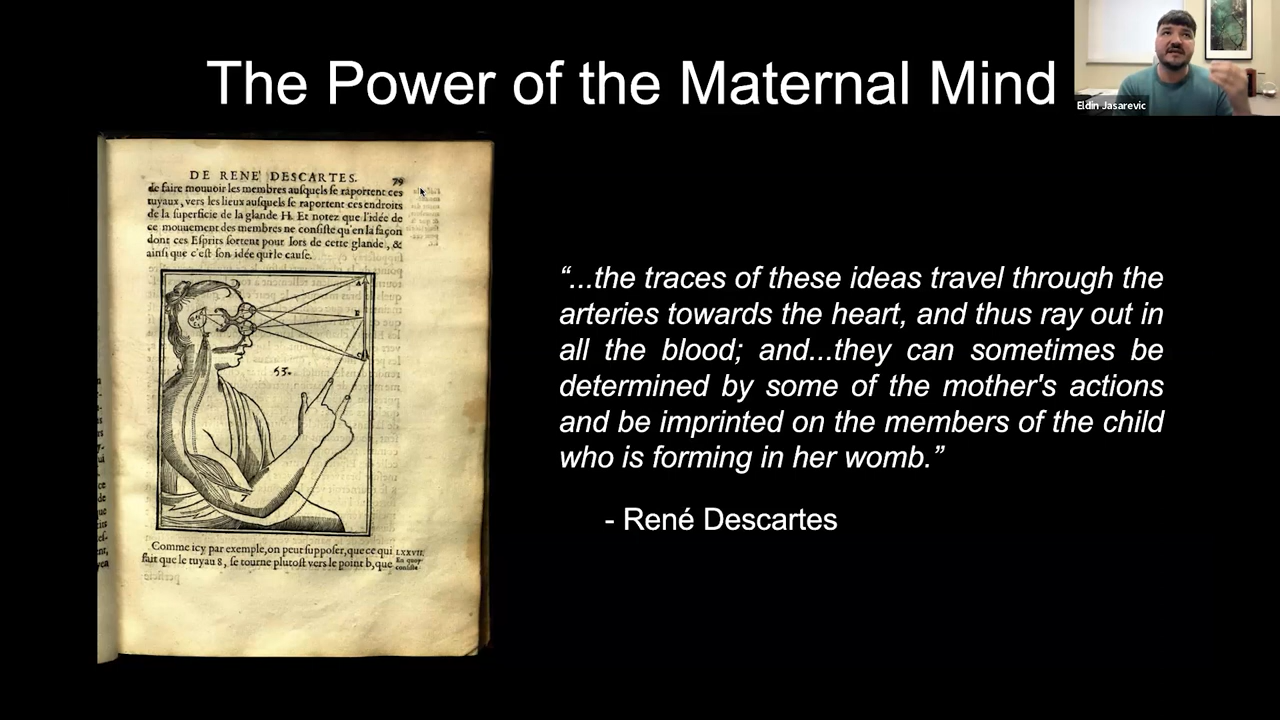 The Power of the Maternal Mind
Eldin Jasarevic
DE RENE' DESCARTES. 79
de faire mouuoir les membres auſquels ſe raportent ces
tuyaux, vers les lieux auſquels ſe raportent ces endroits
de la ſuperficie de la glande H. Et notez que l'idée de
ce mouuement des membres ne conſiſte qu'en la façon
dont ces Eſprits ſortent pour lors de cette glande, &
ainſi que c'eſt ſon idée qui le cauſe.
53.
Comme icy par exemple, on peut ſuppoſer, que ce qui
fait que le tuyau 8, ſe tourne plutoſt vers le point b, que
LXXVII.
En quoy
conſiſte
“...the traces of these ideas travel through the
arteries towards the heart, and thus ray out in
all the blood; and...they can sometimes be
determined by some of the mother's actions
and be imprinted on the members of the child
who is forming in her womb.”
- René Descartes